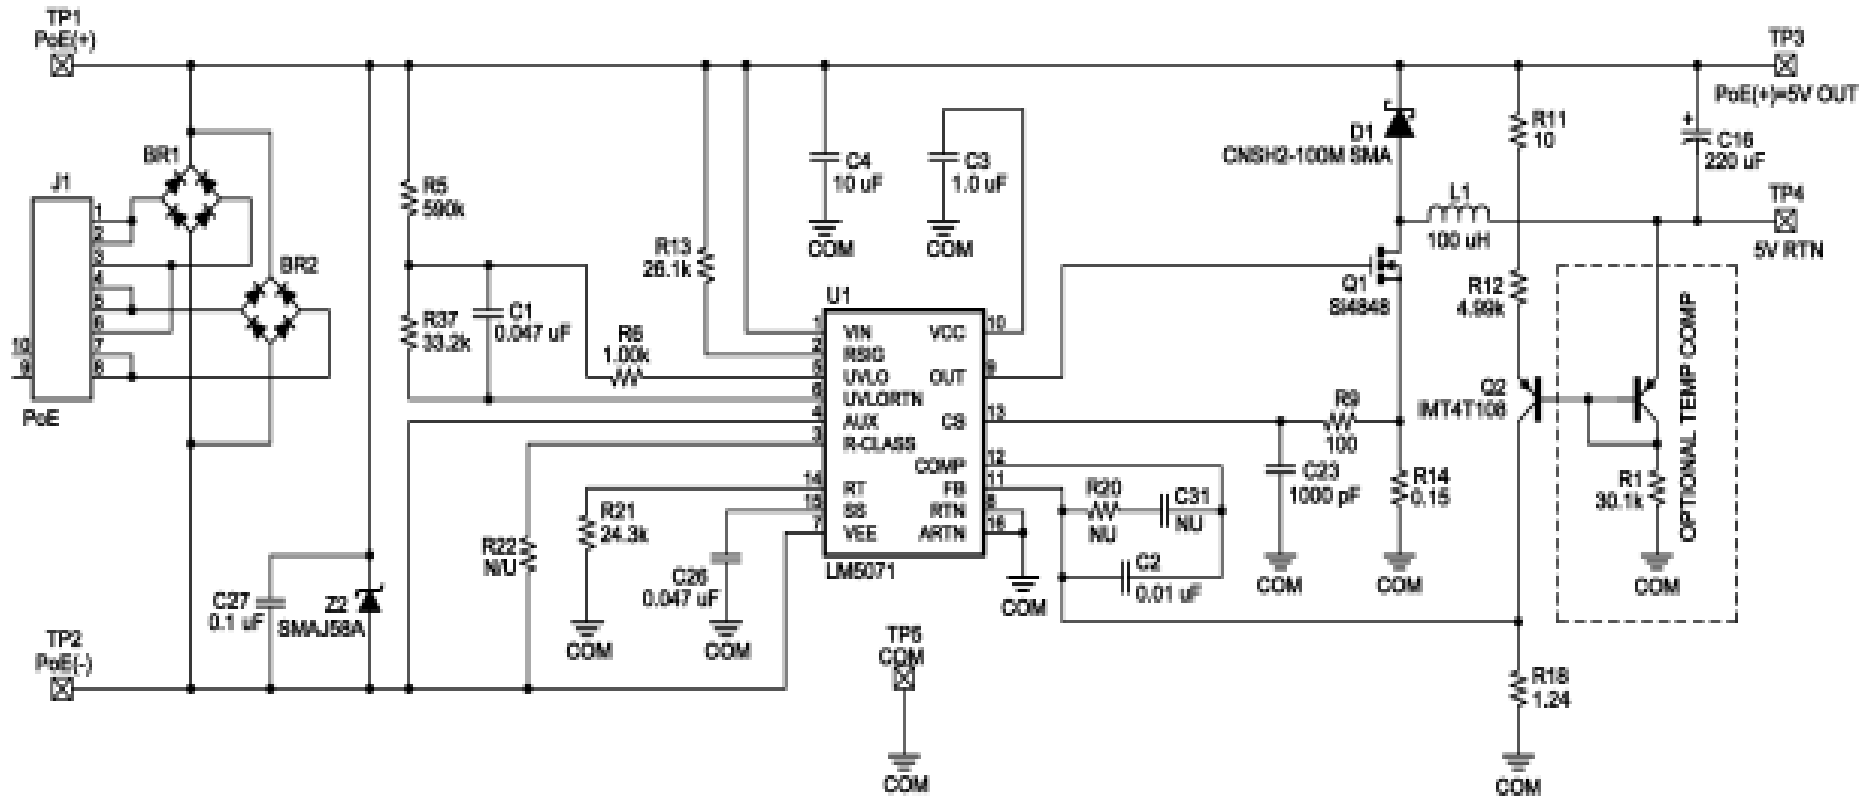 TP1
PoE(+)
TP3
PoE(+)=5V OUT
BR1
J1
1
2
3
4
5
6
7
8
10
9
PoE
BR2
R5
590k
R37
33.2k
C1
0.047 uF
R6
1.00k
R13
26.1k
C4
10 uF
COM
C3
1.0 uF
COM
D1
CNSH2-100M SMA
R11
10
C16
+
220 uF
TP4
5V RTN
L1
100 uH
Q1
SI4848
R12
4.99k
Q2
IMT4T108
OPTIONAL TEMP COMP
R1
30.1k
COM
U1
1
VIN
2
RSIG
UVLO
UVLORTN
AUX
3
R-CLASS
14
RT
SS
7
VEE
VCC
10
OUT
9
CS
13
COMP
12
FB
11
RTN
8
ARTN
16
LM5071
R9
100
C23
1000 pF
COM
R14
0.15
COM
R20
NU
C31
NU
C2
0.01 uF
COM
R21
24.3k
COM
R22
N/U
C26
0.047 uF
COM
C27
0.1 uF
Z2
SMAJ58A
TP2
PoE(-)
TP5
COM
COM
R18
1.24
COM